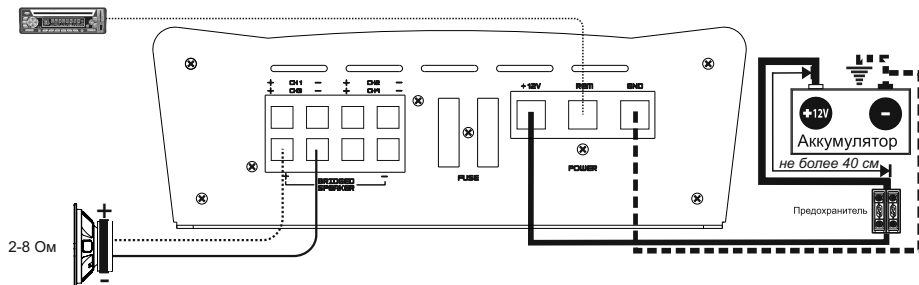 + CH1 - + CH2 -
+ CH3 - + CH4 -
+ BRIDGED SPEAKER -
FUSE
+12V REM GND
POWER
+12V -
Аккумулятор
не более 40 см
Предохранитель
+
2-8 Ом
-